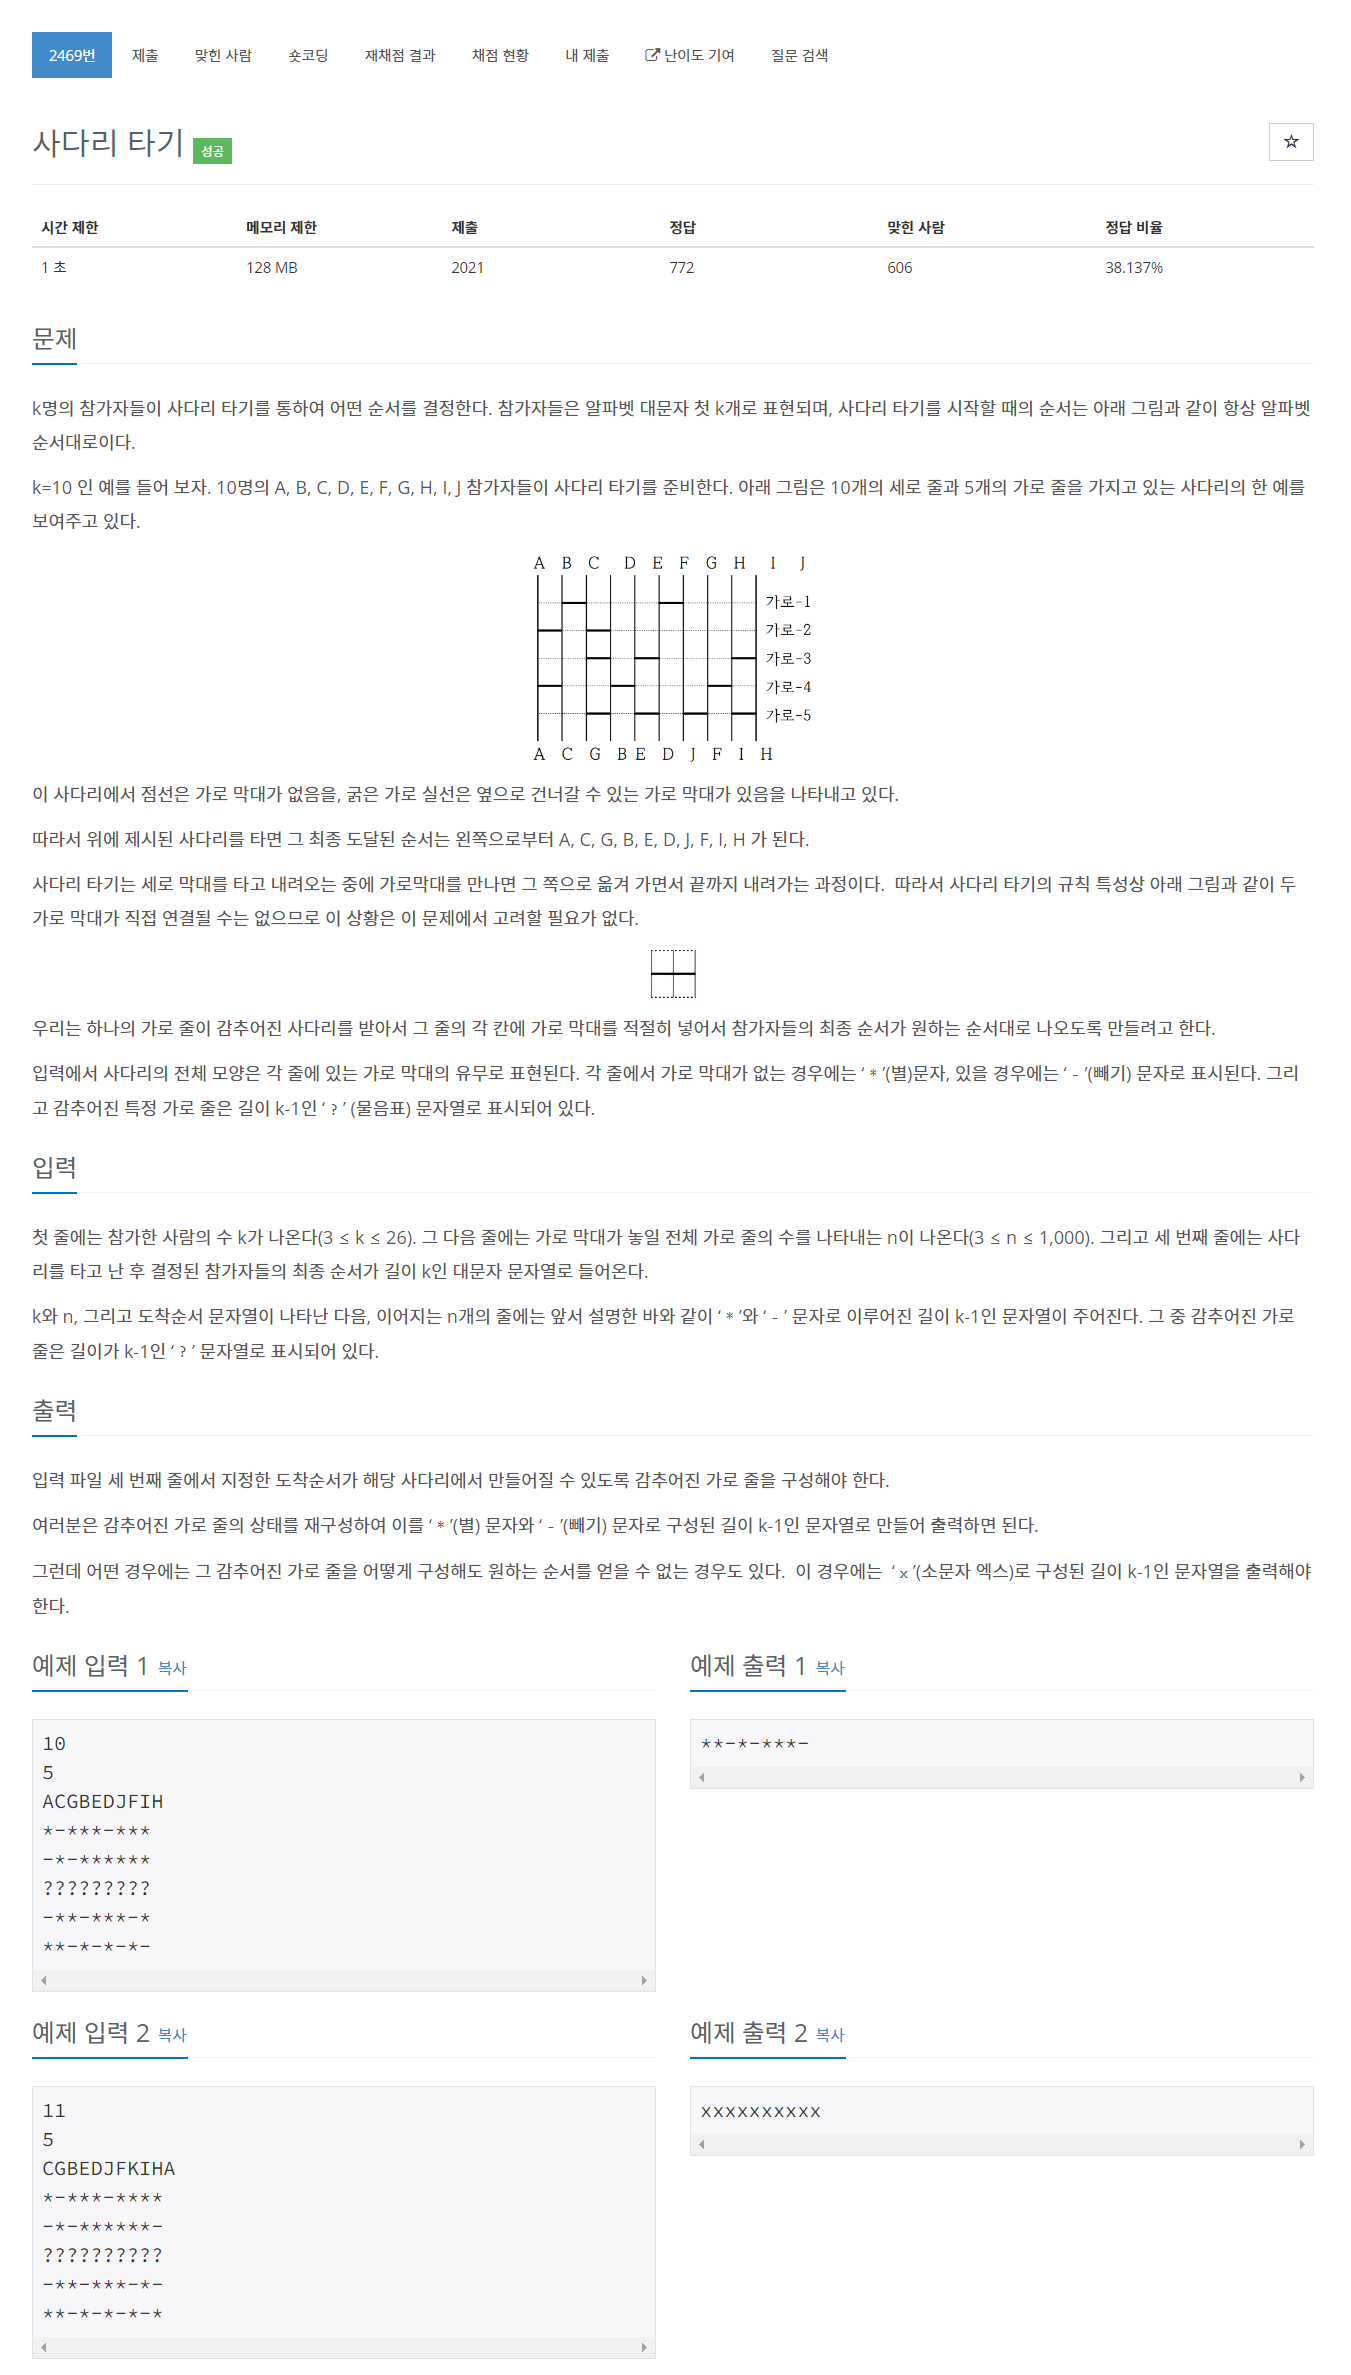 2469번 제출 맞힌 사람 숏코딩 재채점 결과 채점 현황 내 제출 난이도 기여 질문 검색
사다리 타기 성공
시간 제한 메모리 제한 제출 정답 맞힌 사람 정답 비율
1 초 128 MB 2021 772 606 38.137%
문제
k명의 참가자들이 사다리 타기를 통하여 어떤 순서를 결정한다. 참가자들은 알파벳 대문자 첫 k개로 표현되며, 사다리 타기를 시작할 때의 순서는 아래 그림과 같이 항상 알파벳
순서대로이다.
k=10 인 예를 들어 보자. 10명의 A, B, C, D, E, F, G, H, I, J 참가자들이 사다리 타기를 준비한다. 아래 그림은 10개의 세로 줄과 5개의 가로 줄을 가지고 있는 사다리의 한 예를
보여주고 있다.
A B C D E F G H I J
가로-1
가로-2
가로-3
가로-4
가로-5
A C G B E D J F I H
이 사다리에서 점선은 가로 막대가 없음을, 굵은 가로 실선은 옆으로 건너갈 수 있는 가로 막대가 있음을 나타내고 있다.
따라서 위에 제시된 사다리를 타면 그 최종 도달된 순서는 왼쪽으로부터 A, C, G, B, E, D, J, F, I, H 가 된다.
사다리 타기는 세로 막대를 타고 내려오는 중에 가로막대를 만나면 그 쪽으로 옮겨 가면서 끝까지 내려가는 과정이다. 따라서 사다리 타기의 규칙 특성상 아래 그림과 같이 두
가로 막대가 직접 연결될 수는 없으므로 이 상황은 이 문제에서 고려할 필요가 없다.
우리는 하나의 가로 줄이 감추어진 사다리를 받아서 그 줄의 각 칸에 가로 막대를 적절히 넣어서 참가자들의 최종 순서가 원하는 순서대로 나오도록 만들려고 한다.
입력에서 사다리의 전체 모양은 각 줄에 있는 가로 막대의 유무로 표현된다. 각 줄에서 가로 막대가 없는 경우에는 ‘ * ’(별)문자, 있을 경우에는 ‘ - ’(빼기) 문자로 표시된다. 그리
고 감추어진 특정 가로 줄은 길이 k-1인 ‘ ? ’ (물음표) 문자열로 표시되어 있다.
입력
첫 줄에는 참가한 사람의 수 k가 나온다(3 ≤ k ≤ 26). 그 다음 줄에는 가로 막대가 놓일 전체 가로 줄의 수를 나타내는 n이 나온다(3 ≤ n ≤ 1,000). 그리고 세 번째 줄에는 사다
리를 타고 난 후 결정된 참가자들의 최종 순서가 길이 k인 대문자 문자열로 들어온다.
k와 n, 그리고 도착순서 문자열이 나타난 다음, 이어지는 n개의 줄에는 앞서 설명한 바와 같이 ‘ * ’와 ‘ - ’ 문자로 이루어진 길이 k-1인 문자열이 주어진다. 그 중 감추어진 가로
줄은 길이가 k-1인 ‘ ? ’ 문자열로 표시되어 있다.
출력
입력 파일 세 번째 줄에서 지정한 도착순서가 해당 사다리에서 만들어질 수 있도록 감추어진 가로 줄을 구성해야 한다.
여러분은 감추어진 가로 줄의 상태를 재구성하여 이를 ‘ * ’(별) 문자와 ‘ - ’(빼기) 문자로 구성된 길이 k-1인 문자열로 만들어 출력하면 된다.
그런데 어떤 경우에는 그 감추어진 가로 줄을 어떻게 구성해도 원하는 순서를 얻을 수 없는 경우도 있다. 이 경우에는 ‘ x ’(소문자 엑스)로 구성된 길이 k-1인 문자열을 출력해야
한다.
예제 입력 1 복사
10
5
ACGBEDJFIH
*-***-***
-*-******
?????????
-**-***-*
**-*-*-*-
예제 출력 1 복사
**-*-***-
예제 입력 2 복사
11
5
CGBEDJFKIHA
*-***-****
-*-******-
??????????
-**-***-*-
**-*-*-*-*
예제 출력 2 복사
xxxxxxxxxx